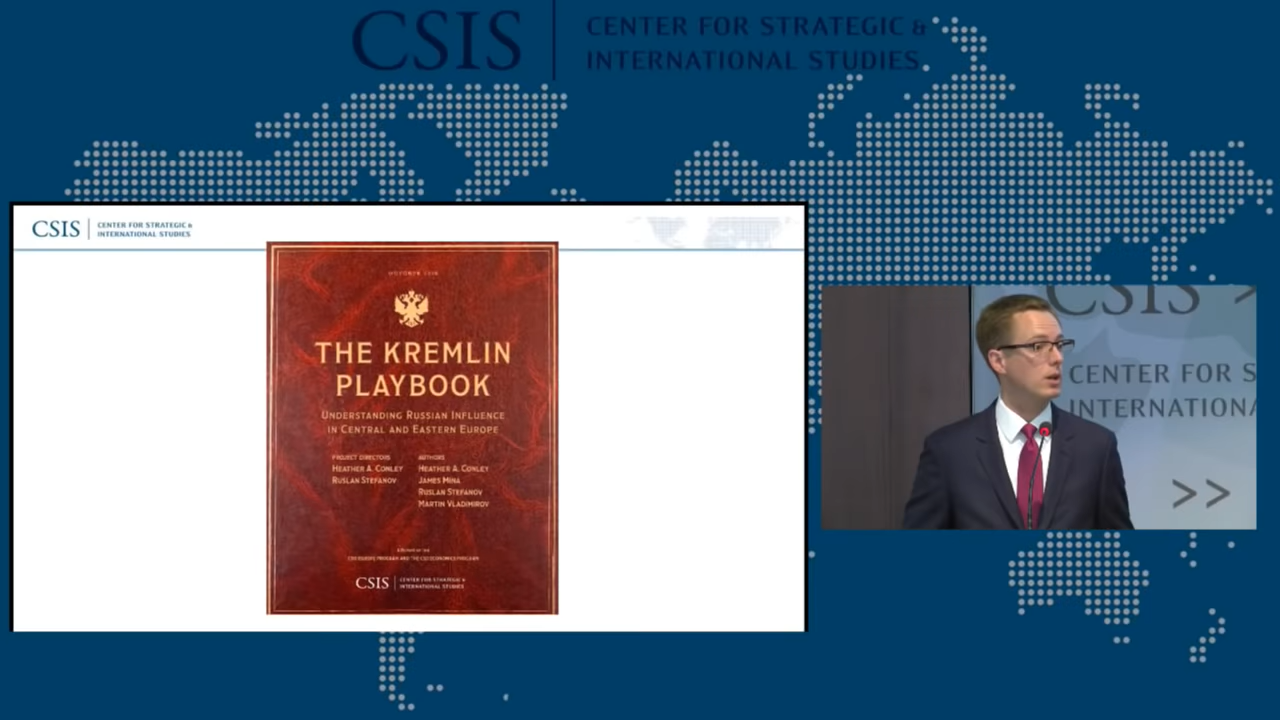 CSIS
CENTER FOR STRATEGIC &
INTERNATIONAL STUDIES
CSIS
CENTER FOR STRATEGIC &
INTERNATIONAL STUDIES
OCTOBER 2016
THE KREMLIN
PLAYBOOK
UNDERSTANDING RUSSIAN INFLUENCE
IN CENTRAL AND EASTERN EUROPE
PROJECT DIRECTORS
HEATHER A. CONLEY
RUSLAN STEFANOV
AUTHORS
HEATHER A. CONLEY
JAMES MINA
RUSLAN STEFANOV
MARTIN VLADIMIROV
CSIS
CENTER FOR STRATEGIC &
INTERNATIONAL STUDIES
CSIS >
CENTER FOR S
INTERNATIONA
>>